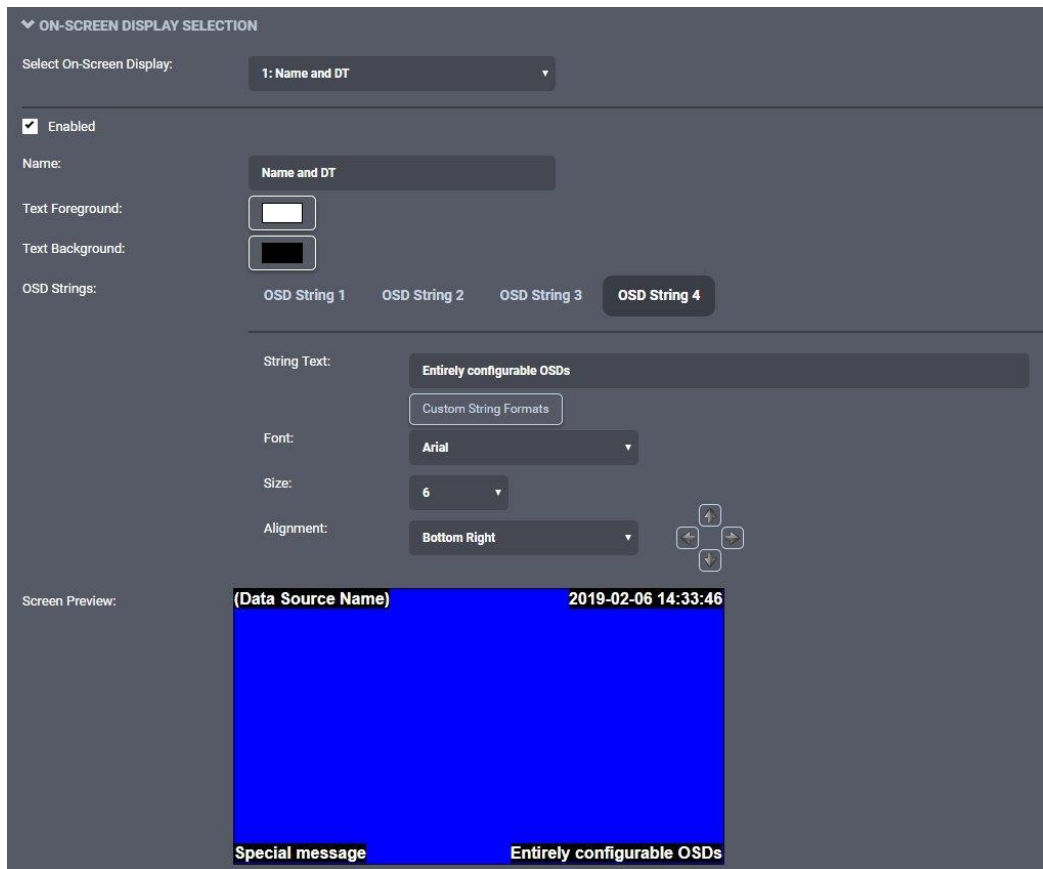 ON-SCREEN DISPLAY SELECTION
Select On-Screen Display:
1: Name and DT
Enabled
Name:
Name and DT
Text Foreground:
Text Background:
OSD Strings:
OSD String 1 OSD String 2 OSD String 3 OSD String 4
String Text:
Entirely configurable OSDs
Custom String Formats
Font:
Arial
Size:
6
Alignment:
Bottom Right
Screen Preview:
(Data Source Name) 2019-02-06 14:33:46
Special message Entirely configurable OSDs